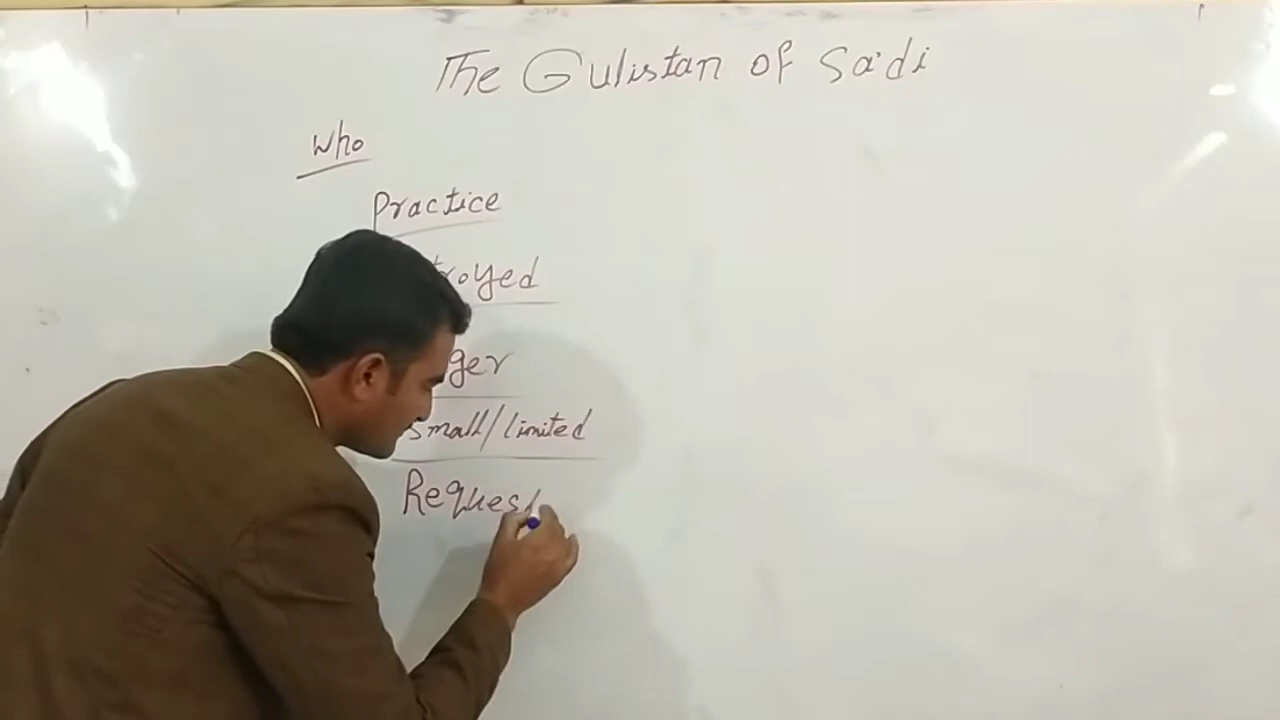 The Gulistan of Sa'di
Who
Practice
troyed
ger
small/limited
Request